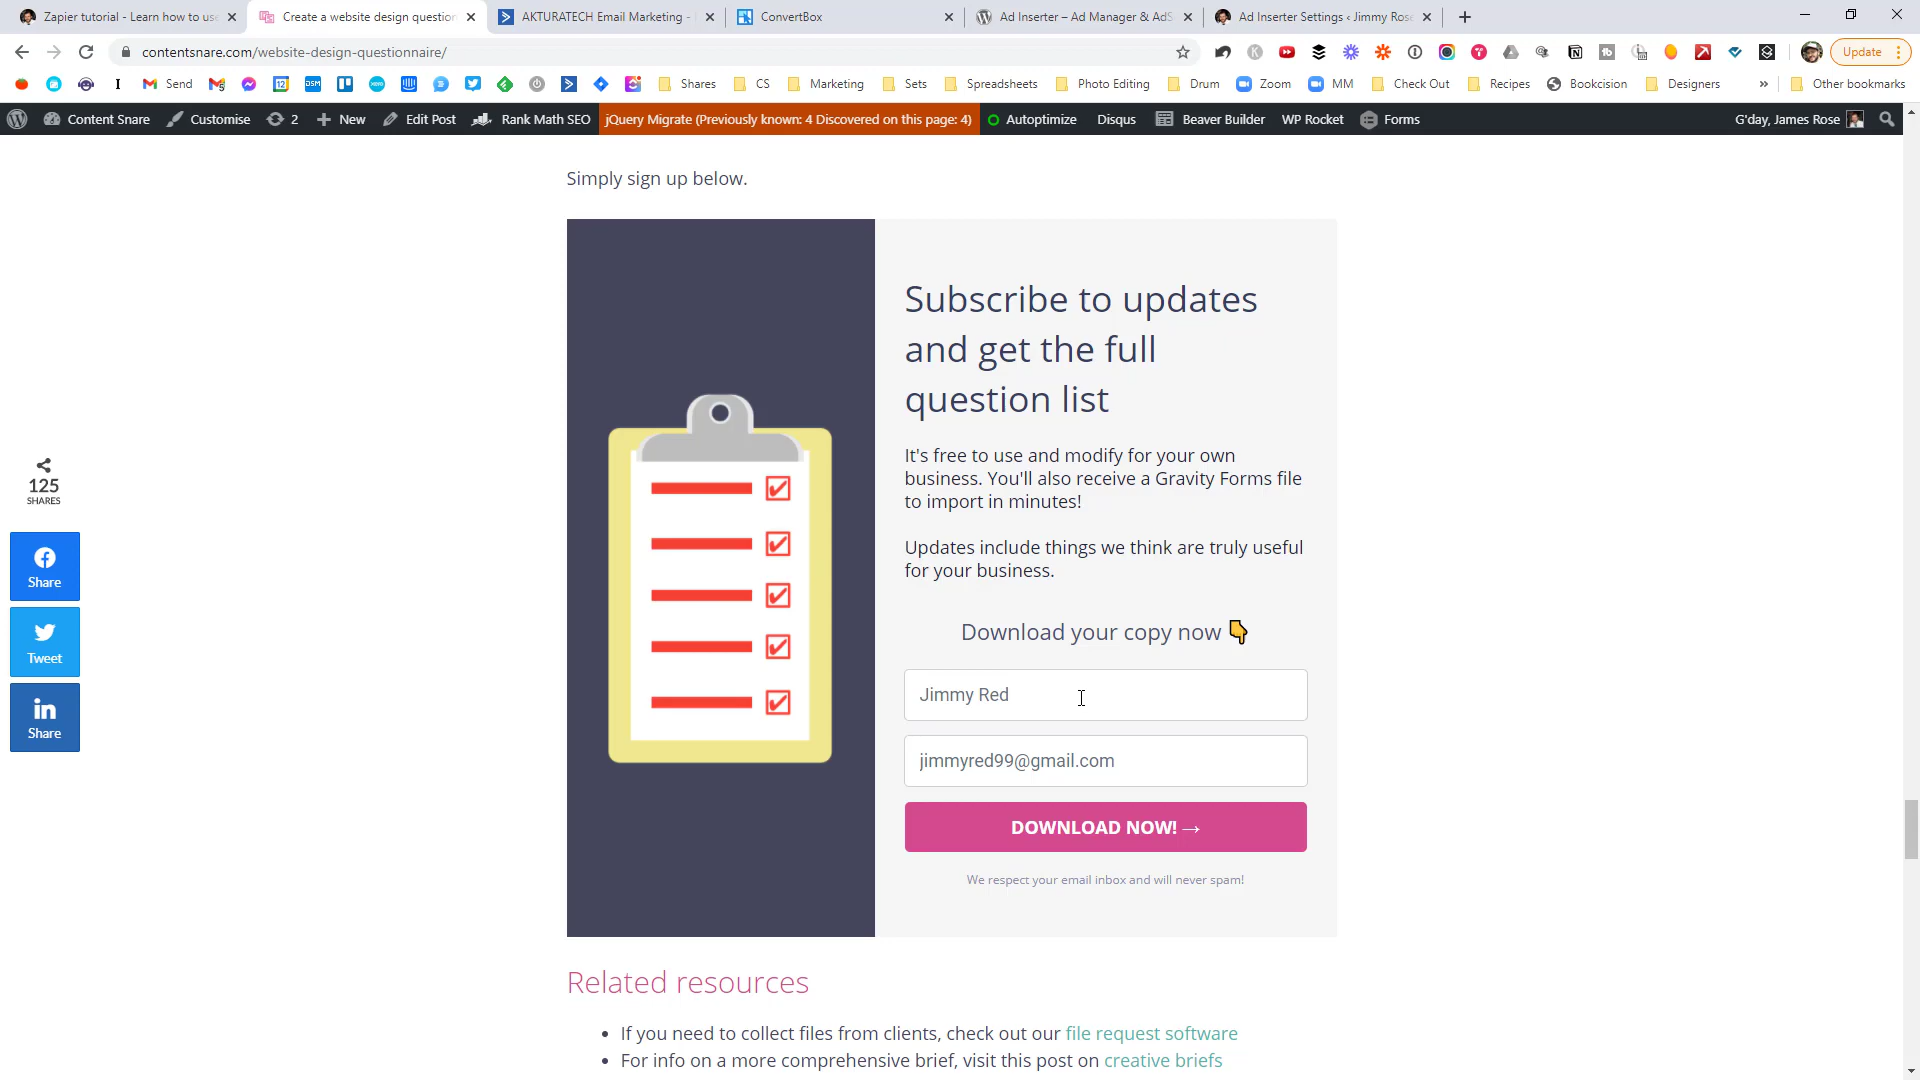 Zapier tutorial - Learn how to use
Create a website design question
AKTURATECH Email Marketing -
ConvertBox
Ad Inserter – Ad Manager & AdS
Ad Inserter Settings ‹ Jimmy Rose
contentsnare.com/website-design-questionnaire/
Update
Send
Shares
CS
Marketing
Sets
Spreadsheets
Photo Editing
Drum
Zoom
MM
Check Out
Recipes
Bookcision
Designers
»
Other bookmarks
Content Snare
Customise
2
New
Edit Post
Rank Math SEO
jQuery Migrate (Previously known: 4 Discovered on this page: 4)
Autoptimize
Disqus
Beaver Builder
WP Rocket
Forms
G'day, James Rose
Simply sign up below.
Subscribe to updates
and get the full
question list
It's free to use and modify for your own
business. You'll also receive a Gravity Forms file
to import in minutes!
Updates include things we think are truly useful
for your business.
Download your copy now 👇
Jimmy Red
jimmyred99@gmail.com
DOWNLOAD NOW! →
We respect your email inbox and will never spam!
125
SHARES
Share
Tweet
Share
Related resources
• If you need to collect files from clients, check out our file request software
• For info on a more comprehensive brief, visit this post on creative briefs